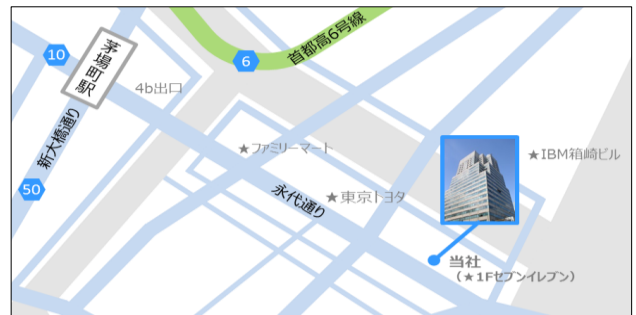 10
茅場町駅
4b出口
6
首都高6号線
新大橋通り
50
★ファミリーマート
永代通り
★東京トヨタ
★IBM箱崎ビル
当社
（★1Fセブンイレブン）